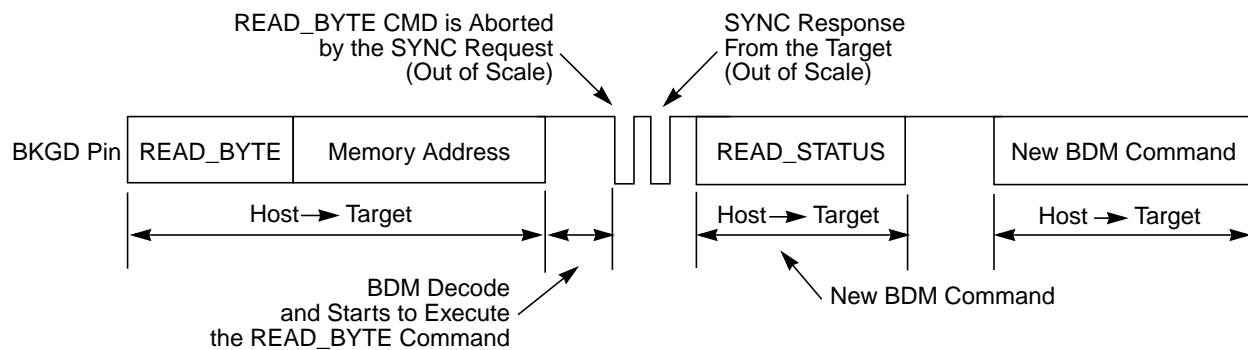 READ_BYTE CMD is Aborted
by the SYNC Request
(Out of Scale)
SYNC Response
From the Target
(Out of Scale)
BKGD Pin
READ_BYTE
Memory Address
READ_STATUS
New BDM Command
Host → Target
Host → Target
Host → Target
BDM Decode
and Starts to Execute
the READ_BYTE Command
New BDM Command